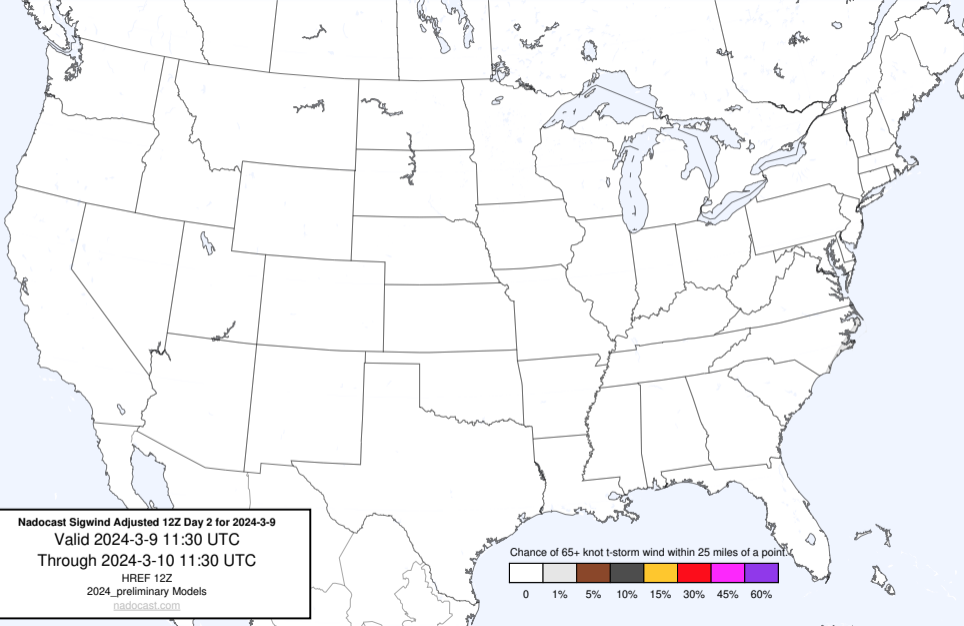 Nadocast Sigwind Adjusted 12Z Day 2 for 2024-3-9
Valid 2024-3-9 11:30 UTC
Through 2024-3-10 11:30 UTC
HREF 12Z
2024_preliminary Models
nadocast.com
Chance of 65+ knot t-storm wind within 25 miles of a point.
0 1% 5% 10% 15% 30% 45% 60%